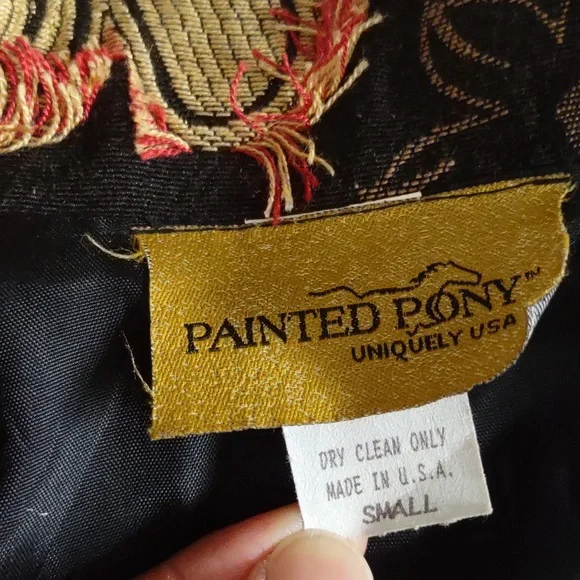 PAINTED PONY™
UNIQUELY USA
DRY CLEAN ONLY
MADE IN U.S.A.
SMALL